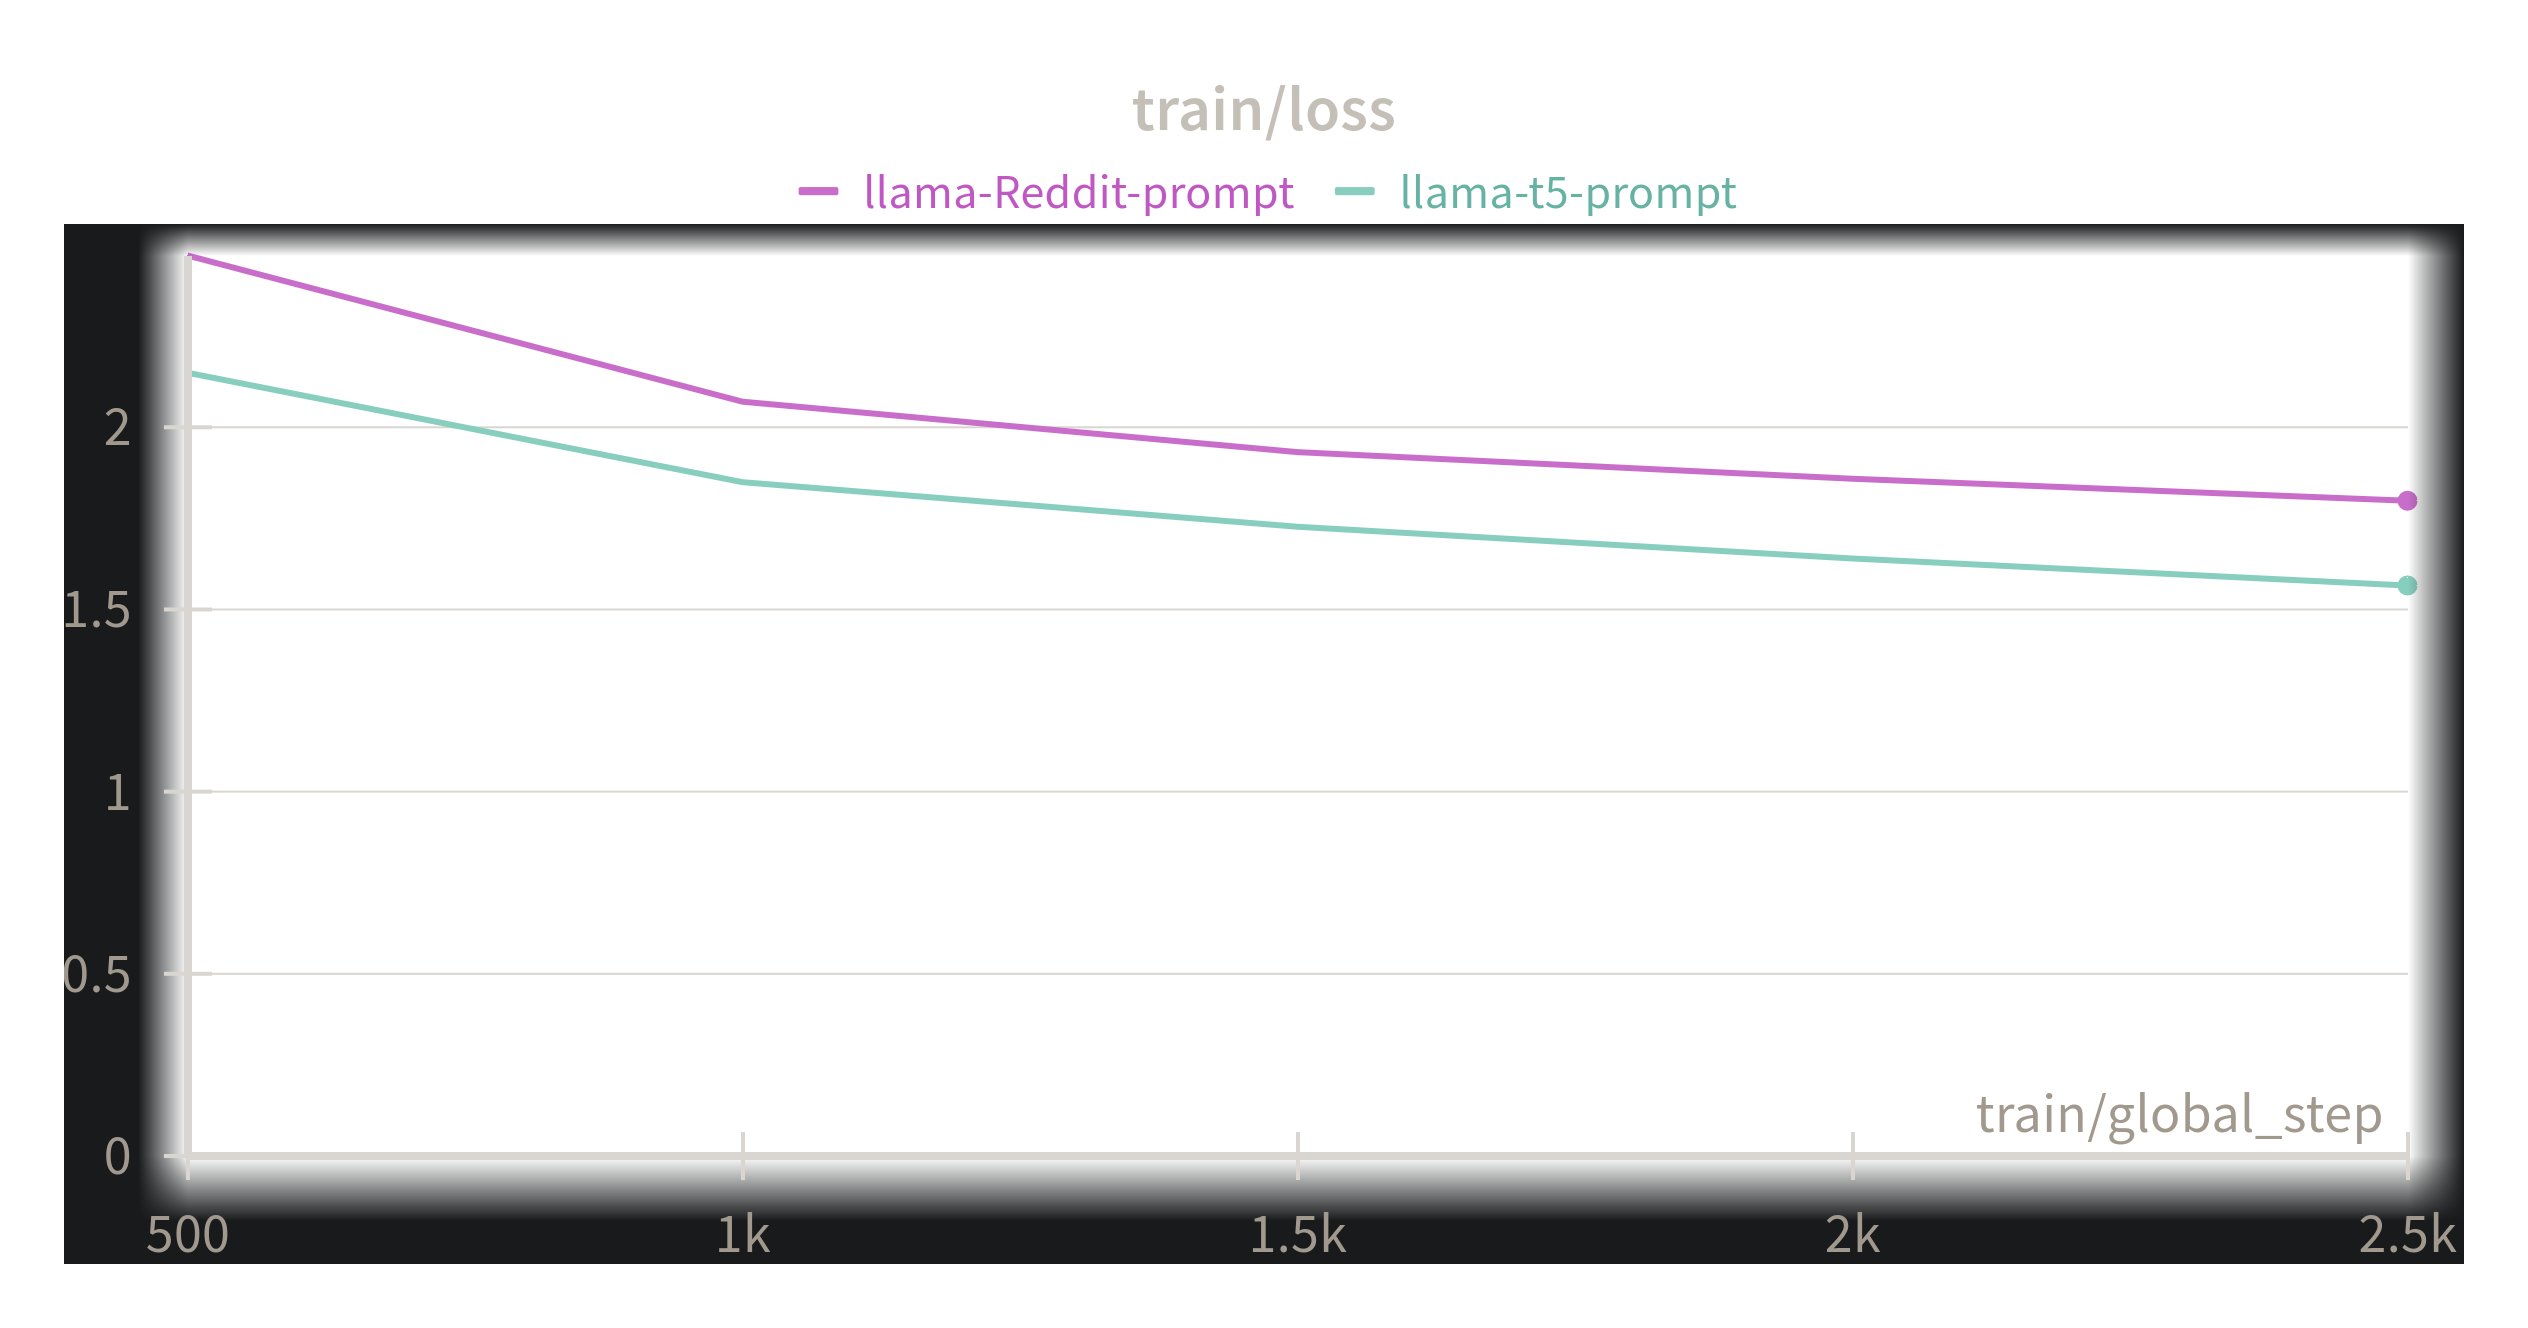 train/loss
llama-Reddit-prompt llama-t5-prompt
2
1.5
1
0.5
0
train/global_step
500 1k 1.5k 2k 2.5k